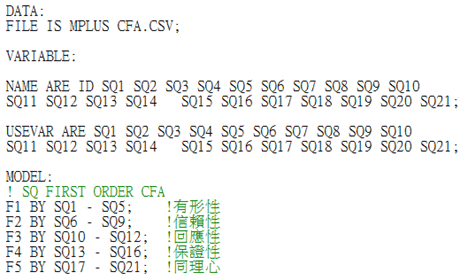 DATA:
FILE IS MPLUS CFA.CSV;
VARIABLE:
NAME ARE ID SQ1 SQ2 SQ3 SQ4 SQ5 SQ6 SQ7 SQ8 SQ9 SQ10
SQ11 SQ12 SQ13 SQ14 SQ15 SQ16 SQ17 SQ18 SQ19 SQ20 SQ21;
USEVAR ARE SQ1 SQ2 SQ3 SQ4 SQ5 SQ6 SQ7 SQ8 SQ9 SQ10
SQ11 SQ12 SQ13 SQ14 SQ15 SQ16 SQ17 SQ18 SQ19 SQ20 SQ21;
MODEL:
! SQ FIRST ORDER CFA
F1 BY SQ1 - SQ5; !有形性
F2 BY SQ6 - SQ9; !信賴性
F3 BY SQ10 - SQ12; !回應性
F4 BY SQ13 - SQ16; !保證性
F5 BY SQ17 - SQ21; !同理心